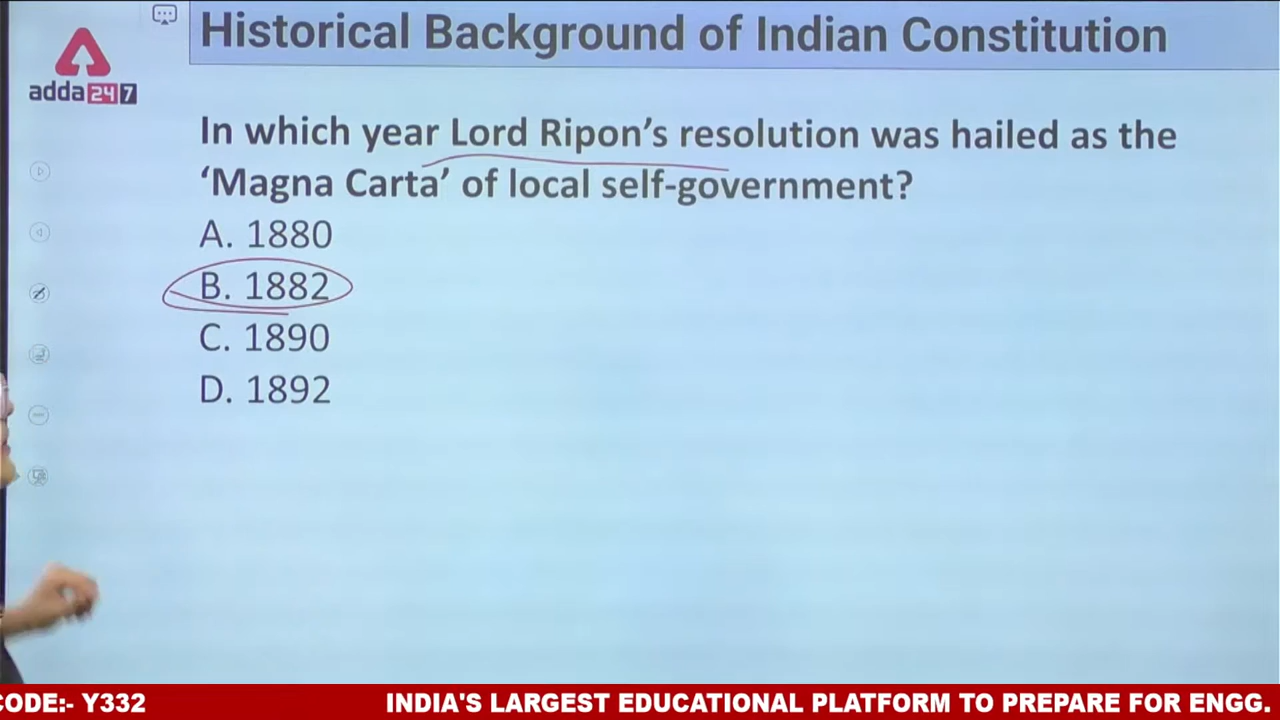 Historical Background of Indian Constitution
adda247
In which year Lord Ripon's resolution was hailed as the
'Magna Carta' of local self-government?
A. 1880
B. 1882
C. 1890
D. 1892
CODE:- Y332 INDIA'S LARGEST EDUCATIONAL PLATFORM TO PREPARE FOR ENGG.